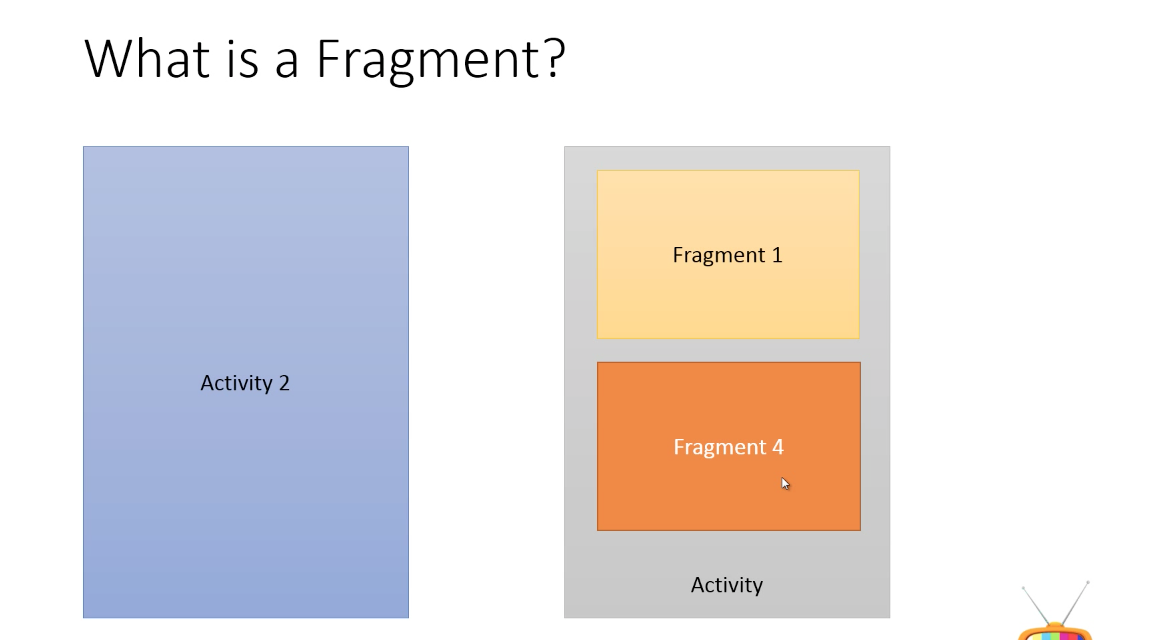 What is a Fragment?
Activity 2
Fragment 1
Fragment 4
Activity